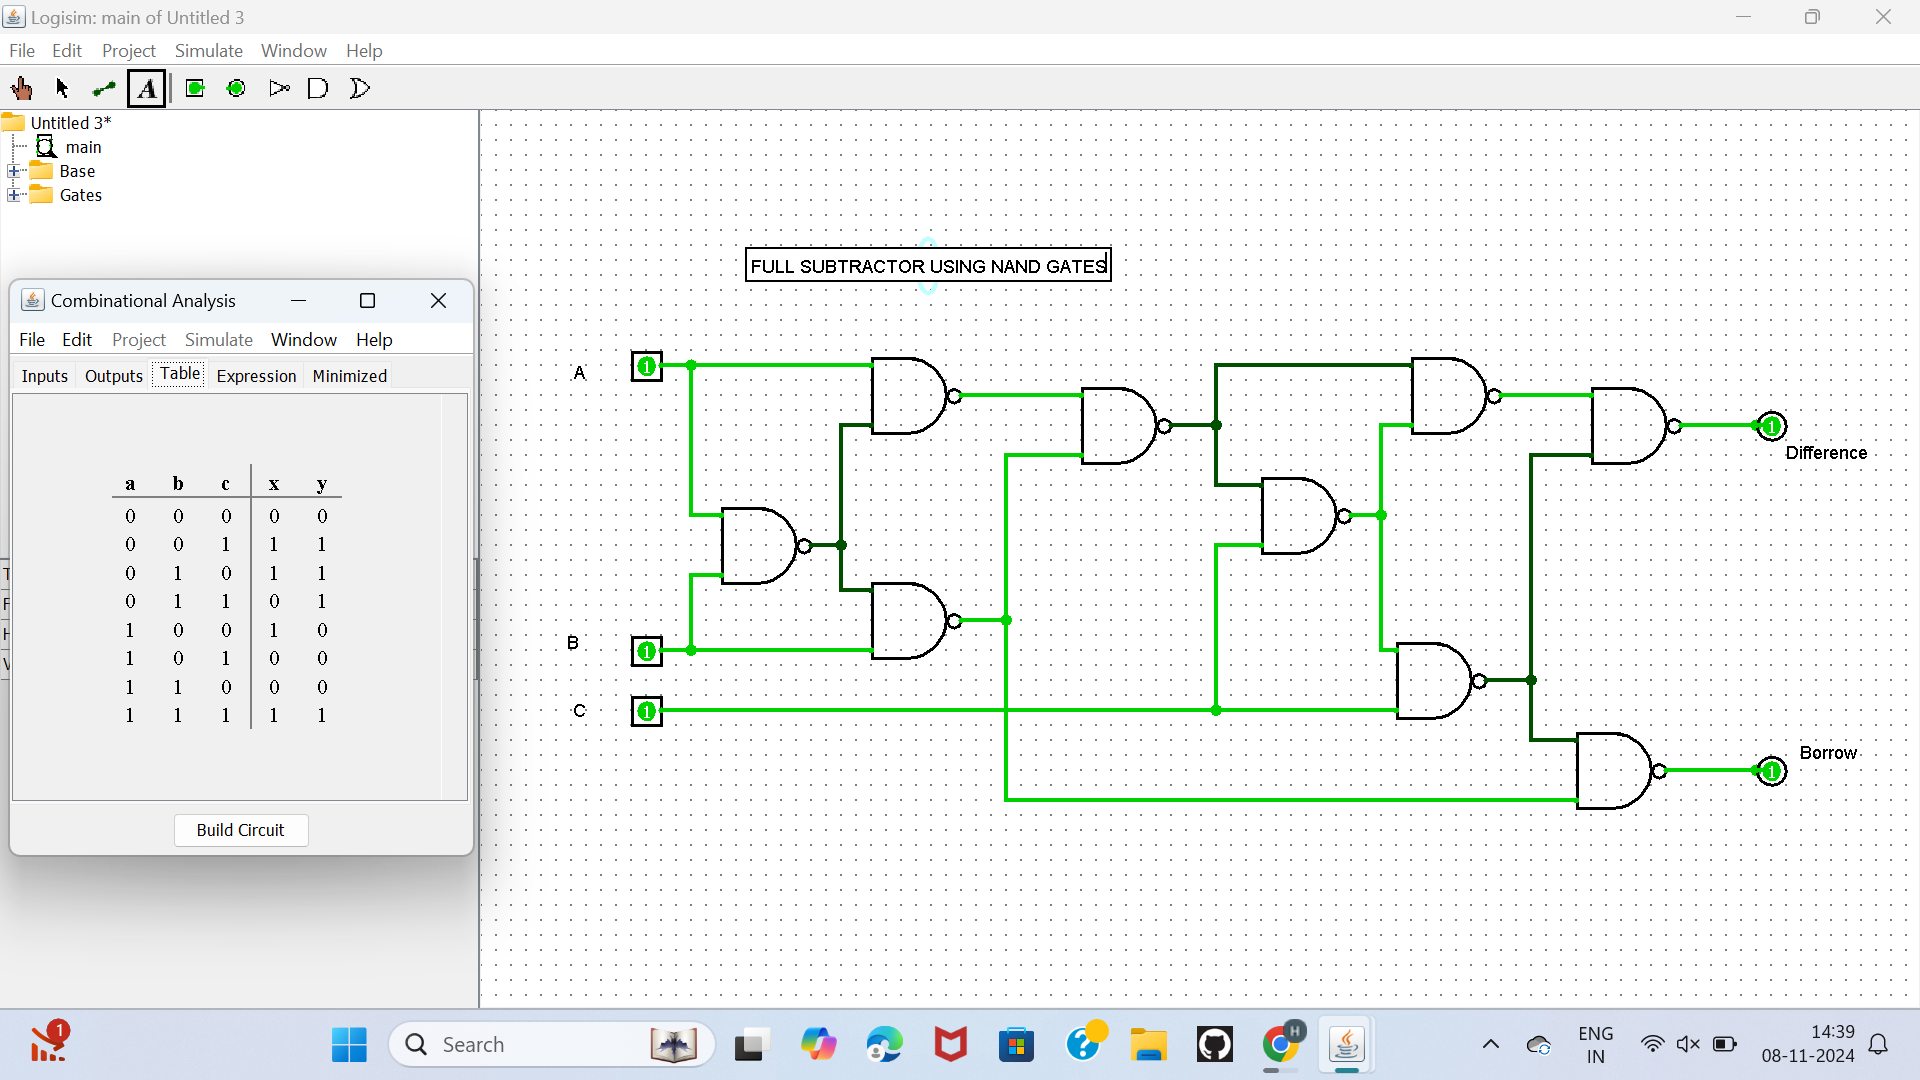 Logisim: main of Untitled 3
File Edit Project Simulate Window Help
A
Untitled 3*
main
Base
Gates
FULL SUBTRACTOR USING NAND GATES
Combinational Analysis
File Edit Project Simulate Window Help
Inputs Outputs Table Expression Minimized
a b c x y
0 0 0 0 0
0 0 1 1 1
0 1 0 1 1
0 1 1 0 1
1 0 0 1 0
1 0 1 0 0
1 1 0 0 0
1 1 1 1 1
Build Circuit
A
1
B
1
C
1
1
Difference
1
Borrow
1
Search
H
ENG
IN
14:39
08-11-2024